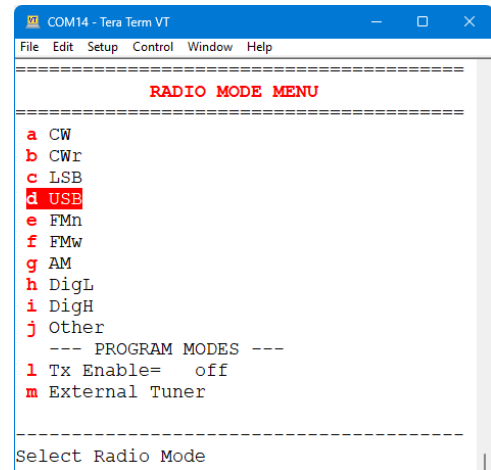 COM14 - Tera Term VT
File Edit Setup Control Window Help
========================================
RADIO MODE MENU
========================================
a CW
b CWr
c LSB
d USB
e FMn
f FMw
g AM
h DigL
i DigH
j Other
--- PROGRAM MODES ---
l Tx Enable= off
m External Tuner
----------------------------------------
Select Radio Mode